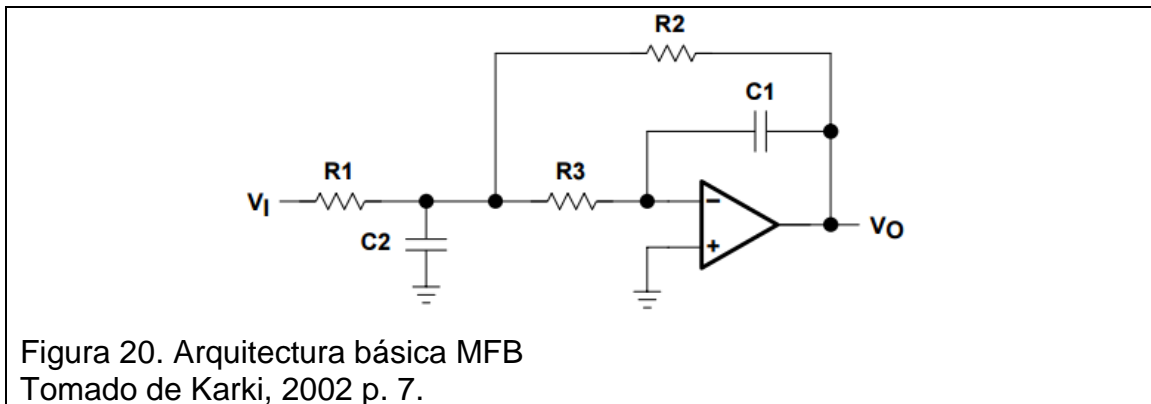 R2
C1
R1
R3
VI
C2
−
+
VO
Figura 20. Arquitectura básica MFB
Tomado de Karki, 2002 p. 7.